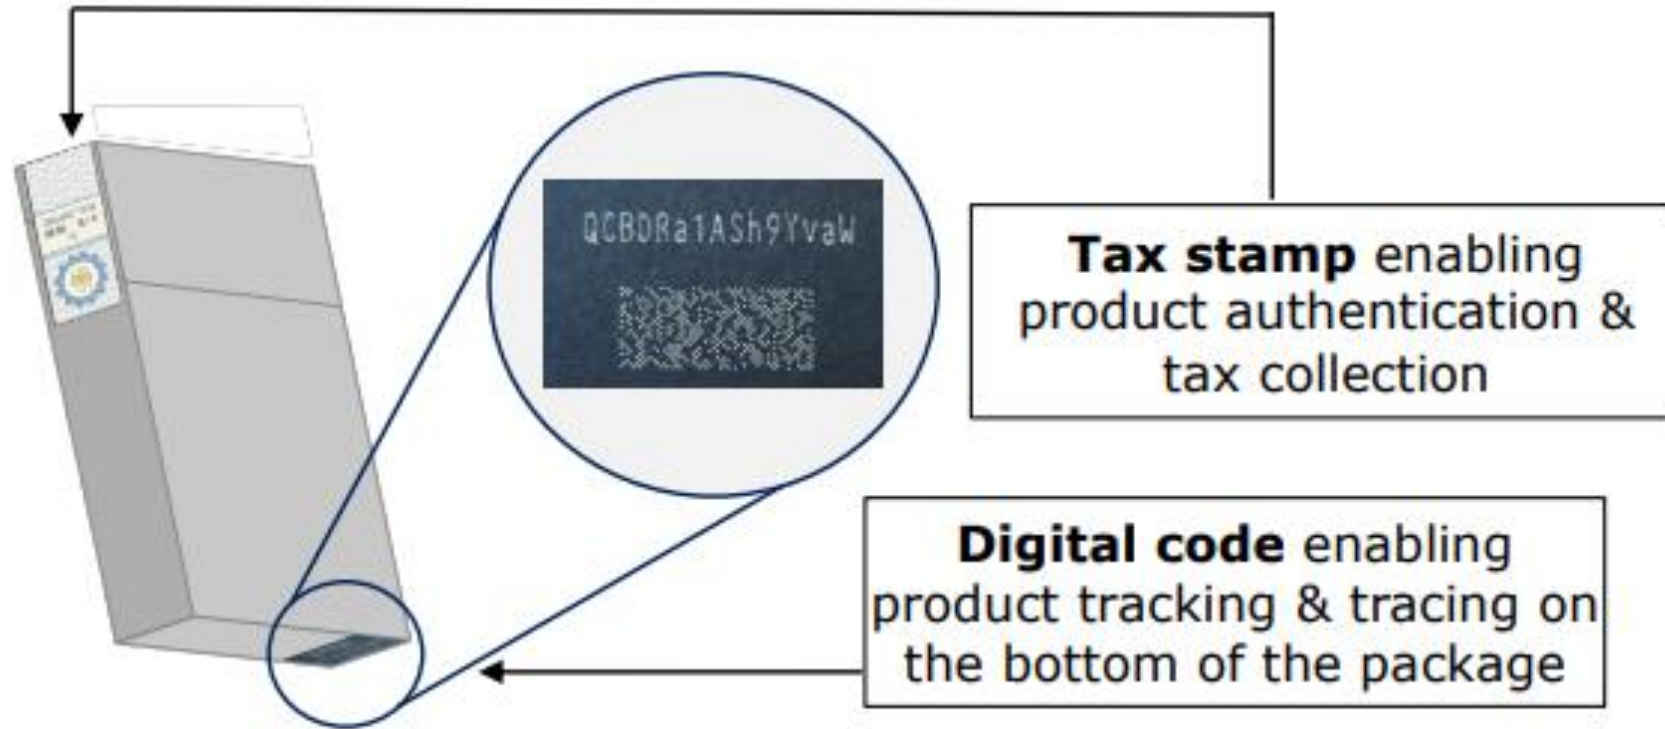 QCBDRa1ASh9YvaW
Tax stamp enabling
product authentication &
tax collection
Digital code enabling
product tracking & tracing on
the bottom of the package